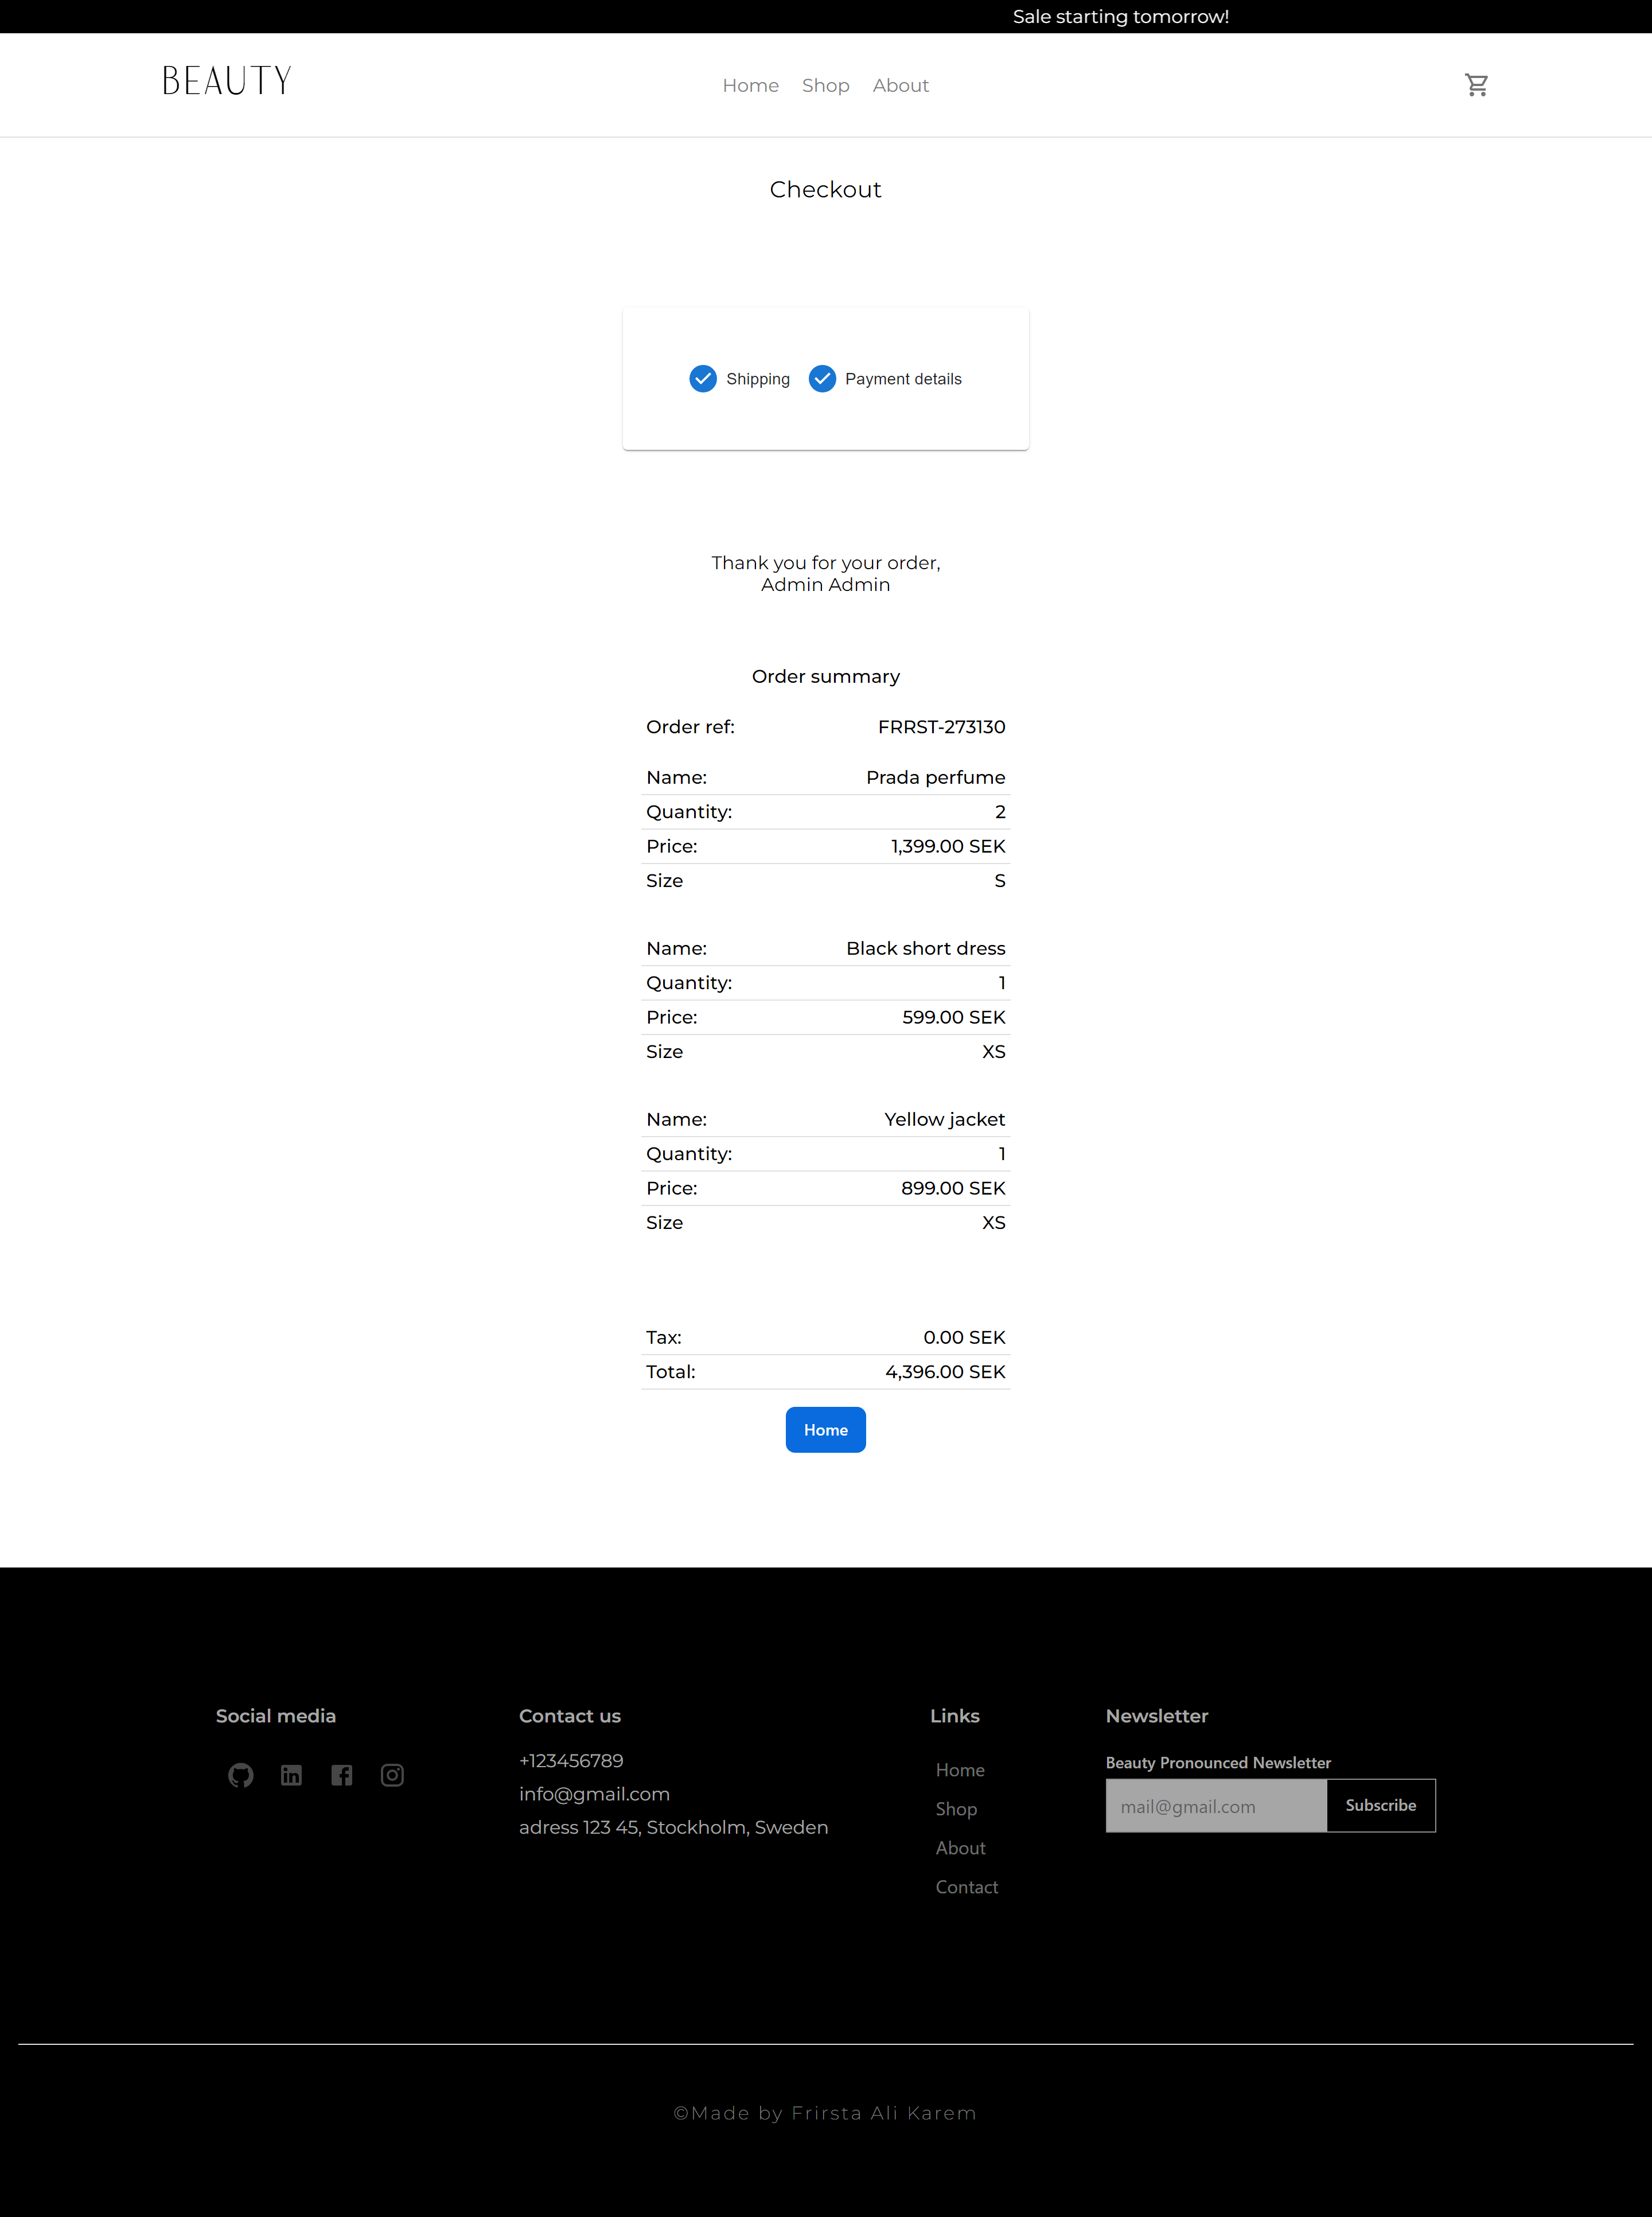 Sale starting tomorrow!
BEAUTY
Home Shop About
Checkout
Shipping Payment details
Thank you for your order,
Admin Admin
Order summary
Order ref: FRRST-273130
Name: Prada perfume
Quantity: 2
Price: 1,399.00 SEK
Size S
Name: Black short dress
Quantity: 1
Price: 599.00 SEK
Size XS
Name: Yellow jacket
Quantity: 1
Price: 899.00 SEK
Size XS
Tax: 0.00 SEK
Total: 4,396.00 SEK
Home
Social media
Contact us
+123456789
info@gmail.com
adress 123 45, Stockholm, Sweden
Links
Home
Shop
About
Contact
Newsletter
Beauty Pronounced Newsletter
mail@gmail.com Subscribe
©Made by Frirsta Ali Karem